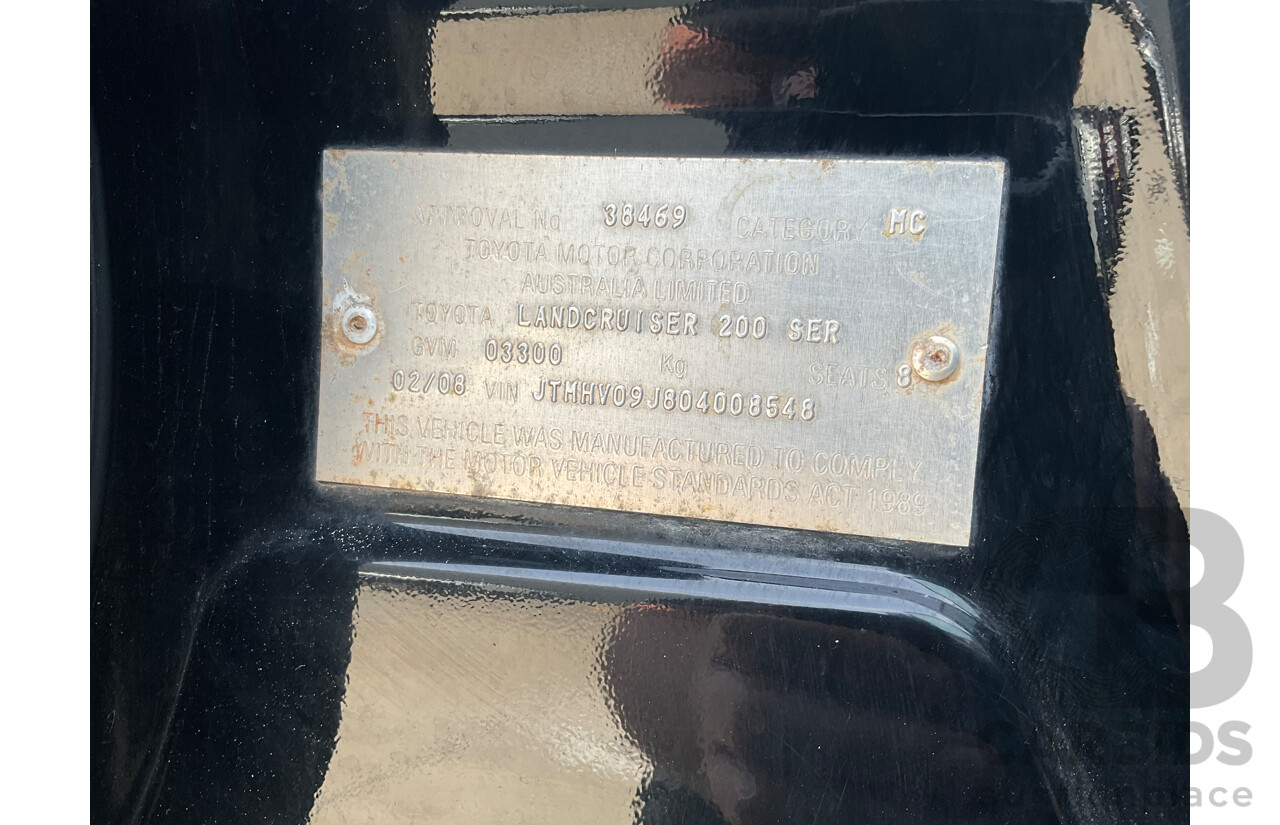 APPROVAL No 38469 CATEGORY MC
TOYOTA MOTOR CORPORATION
AUSTRALIA LIMITED
TOYOTA LANDCRUISER 200 SER
GVM 03300 Kg SEATS 8
02/08 VIN JTMHV09J804008548
THIS VEHICLE WAS MANUFACTURED TO COMPLY
WITH THE MOTOR VEHICLE STANDARDS ACT 1989